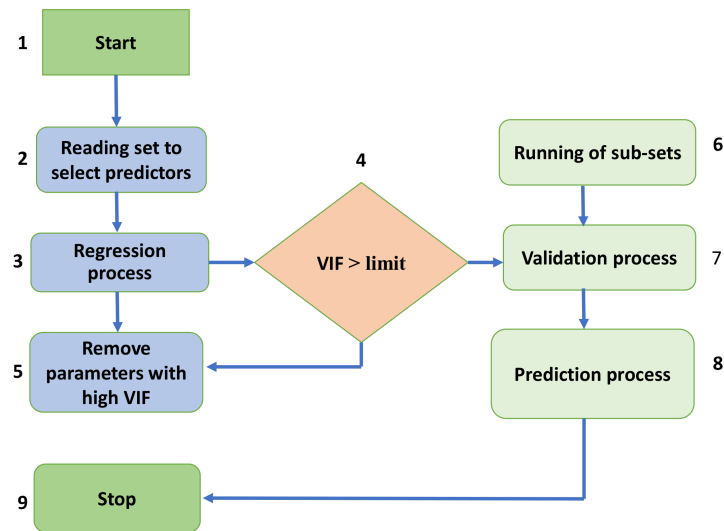 1
Start
2
Reading set to
select predictors
3
Regression
process
4
VIF > limit
5
Remove
parameters with
high VIF
6
Running of sub-sets
7
Validation process
8
Prediction process
9
Stop